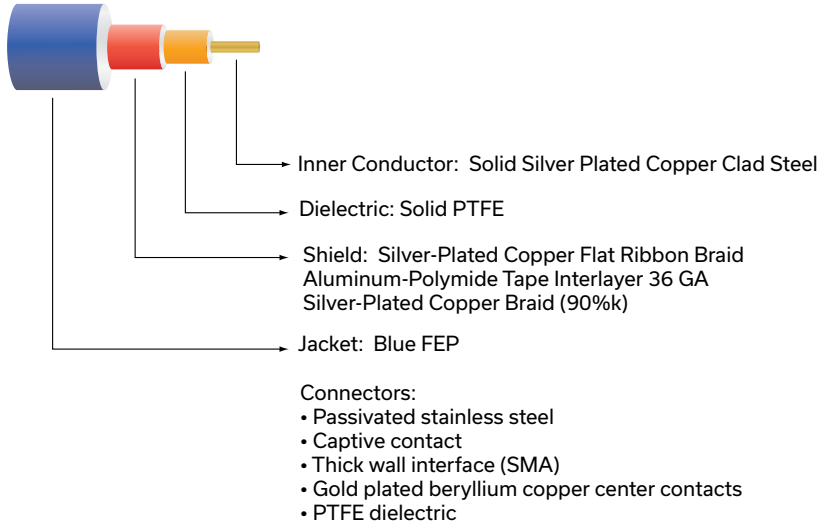 Inner Conductor: Solid Silver Plated Copper Clad Steel
Dielectric: Solid PTFE
Shield: Silver-Plated Copper Flat Ribbon Braid
Aluminum-Polymide Tape Interlayer 36 GA
Silver-Plated Copper Braid (90%k)
Jacket: Blue FEP
Connectors:
• Passivated stainless steel
• Captive contact
• Thick wall interface (SMA)
• Gold plated beryllium copper center contacts
• PTFE dielectric